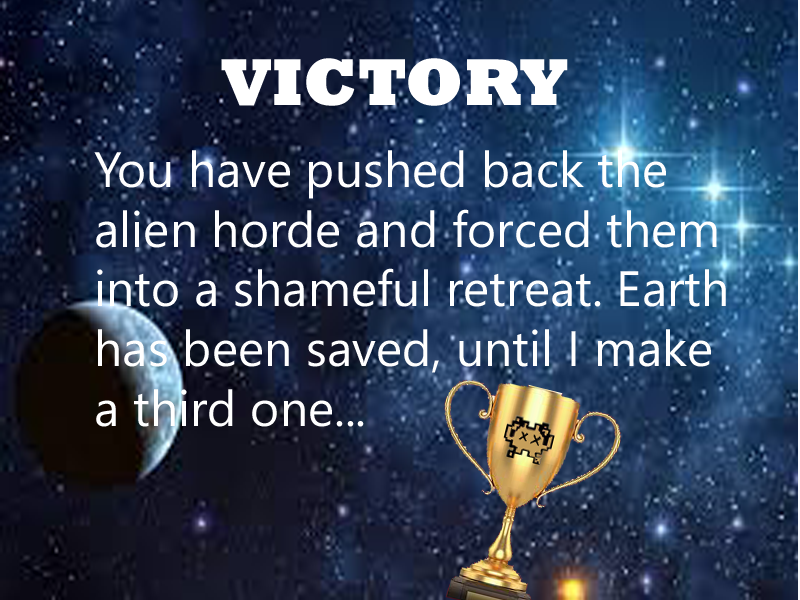 VICTORY
You have pushed back the
alien horde and forced them
into a shameful retreat. Earth
has been saved, until I make
a third one...